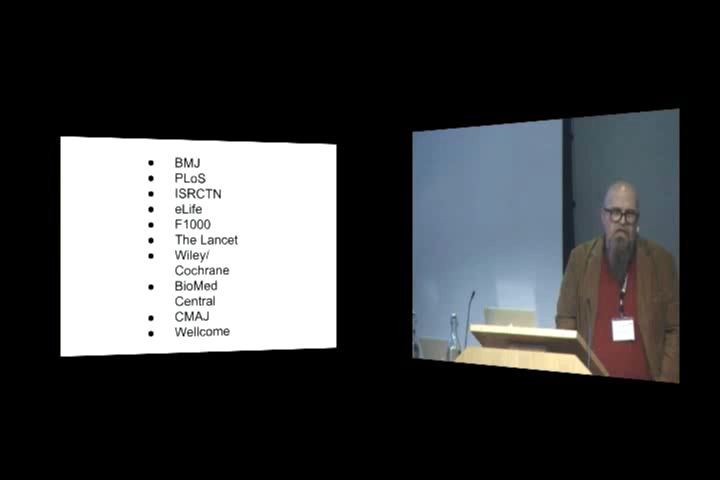 BMJ
PLoS
ISRCTN
eLife
F1000
The Lancet
Wiley/
Cochrane
BioMed
Central
CMAJ
Wellcome